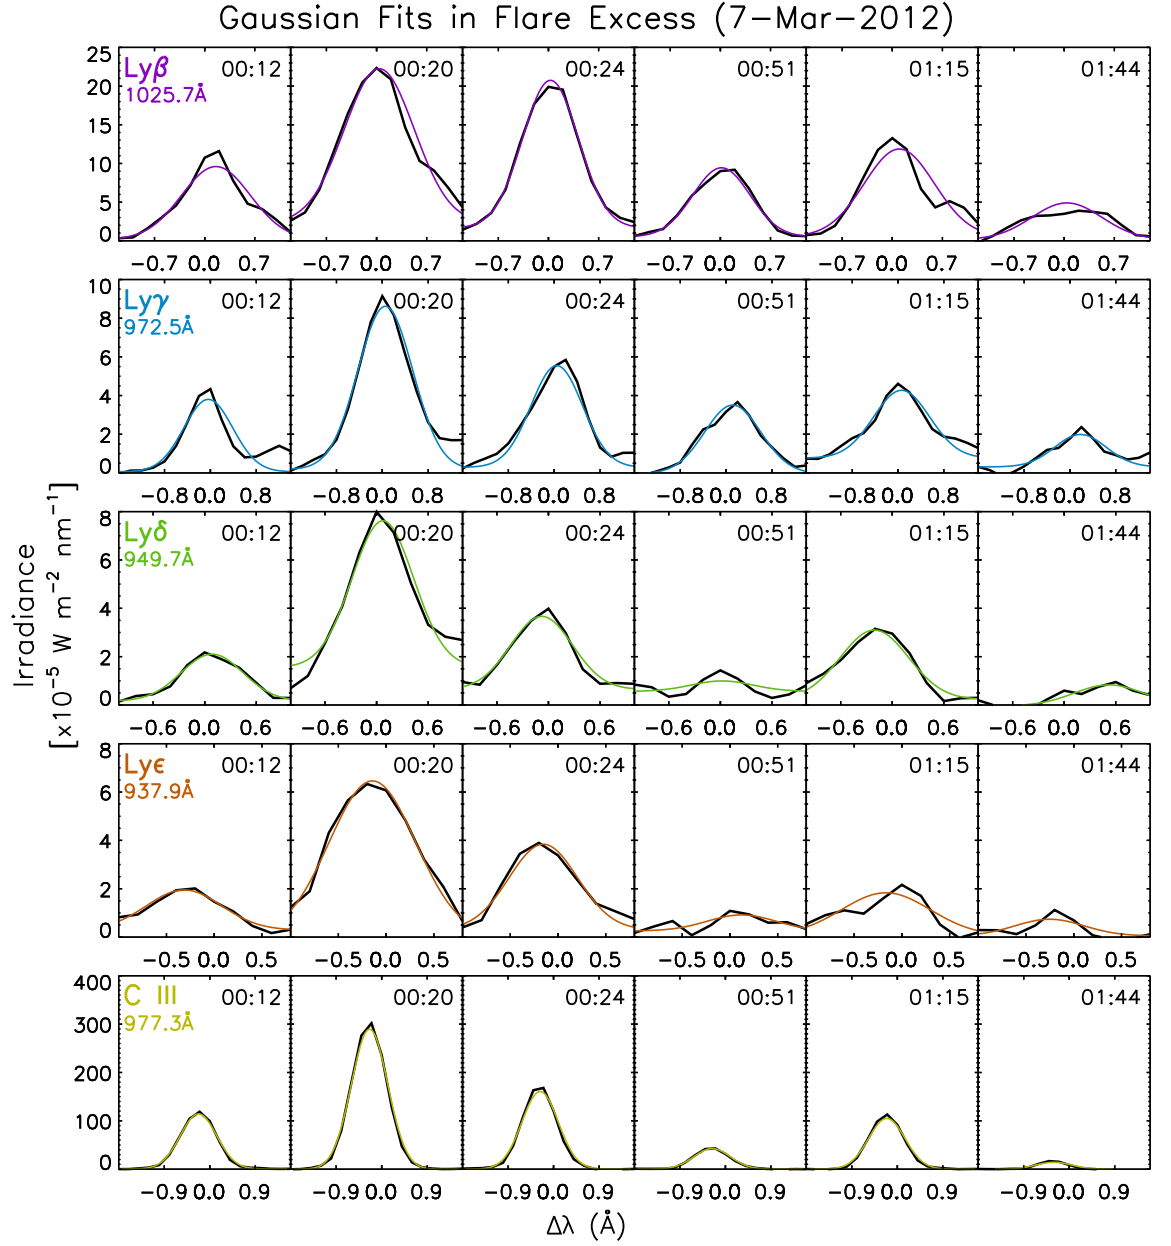 Gaussian Fits in Flare Excess (7-Mar-2012)
25
20
15
10
5
0
Lyβ
1025.7Å
00:12 00:20 00:24 00:51 01:15 01:44
-0.7 0.0 0.7 -0.7 0.0 0.7 -0.7 0.0 0.7 -0.7 0.0 0.7 -0.7 0.0 0.7 -0.7 0.0 0.7
10
8
6
4
2
0
Lyγ
972.5Å
00:12 00:20 00:24 00:51 01:15 01:44
-0.8 0.0 0.8 -0.8 0.0 0.8 -0.8 0.0 0.8 -0.8 0.0 0.8 -0.8 0.0 0.8 -0.8 0.0 0.8
Irradiance
[x10⁻⁵ W m⁻² nm⁻¹]
8
6
4
2
0
Lyδ
949.7Å
00:12 00:20 00:24 00:51 01:15 01:44
-0.6 0.0 0.6 -0.6 0.0 0.6 -0.6 0.0 0.6 -0.6 0.0 0.6 -0.6 0.0 0.6 -0.6 0.0 0.6
8
6
4
2
0
Lyϵ
937.9Å
00:12 00:20 00:24 00:51 01:15 01:44
-0.5 0.0 0.5 -0.5 0.0 0.5 -0.5 0.0 0.5 -0.5 0.0 0.5 -0.5 0.0 0.5 -0.5 0.0 0.5
400
300
200
100
0
C III
977.3Å
00:12 00:20 00:24 00:51 01:15 01:44
-0.9 0.0 0.9 -0.9 0.0 0.9 -0.9 0.0 0.9 -0.9 0.0 0.9 -0.9 0.0 0.9 -0.9 0.0 0.9
Δλ (Å)